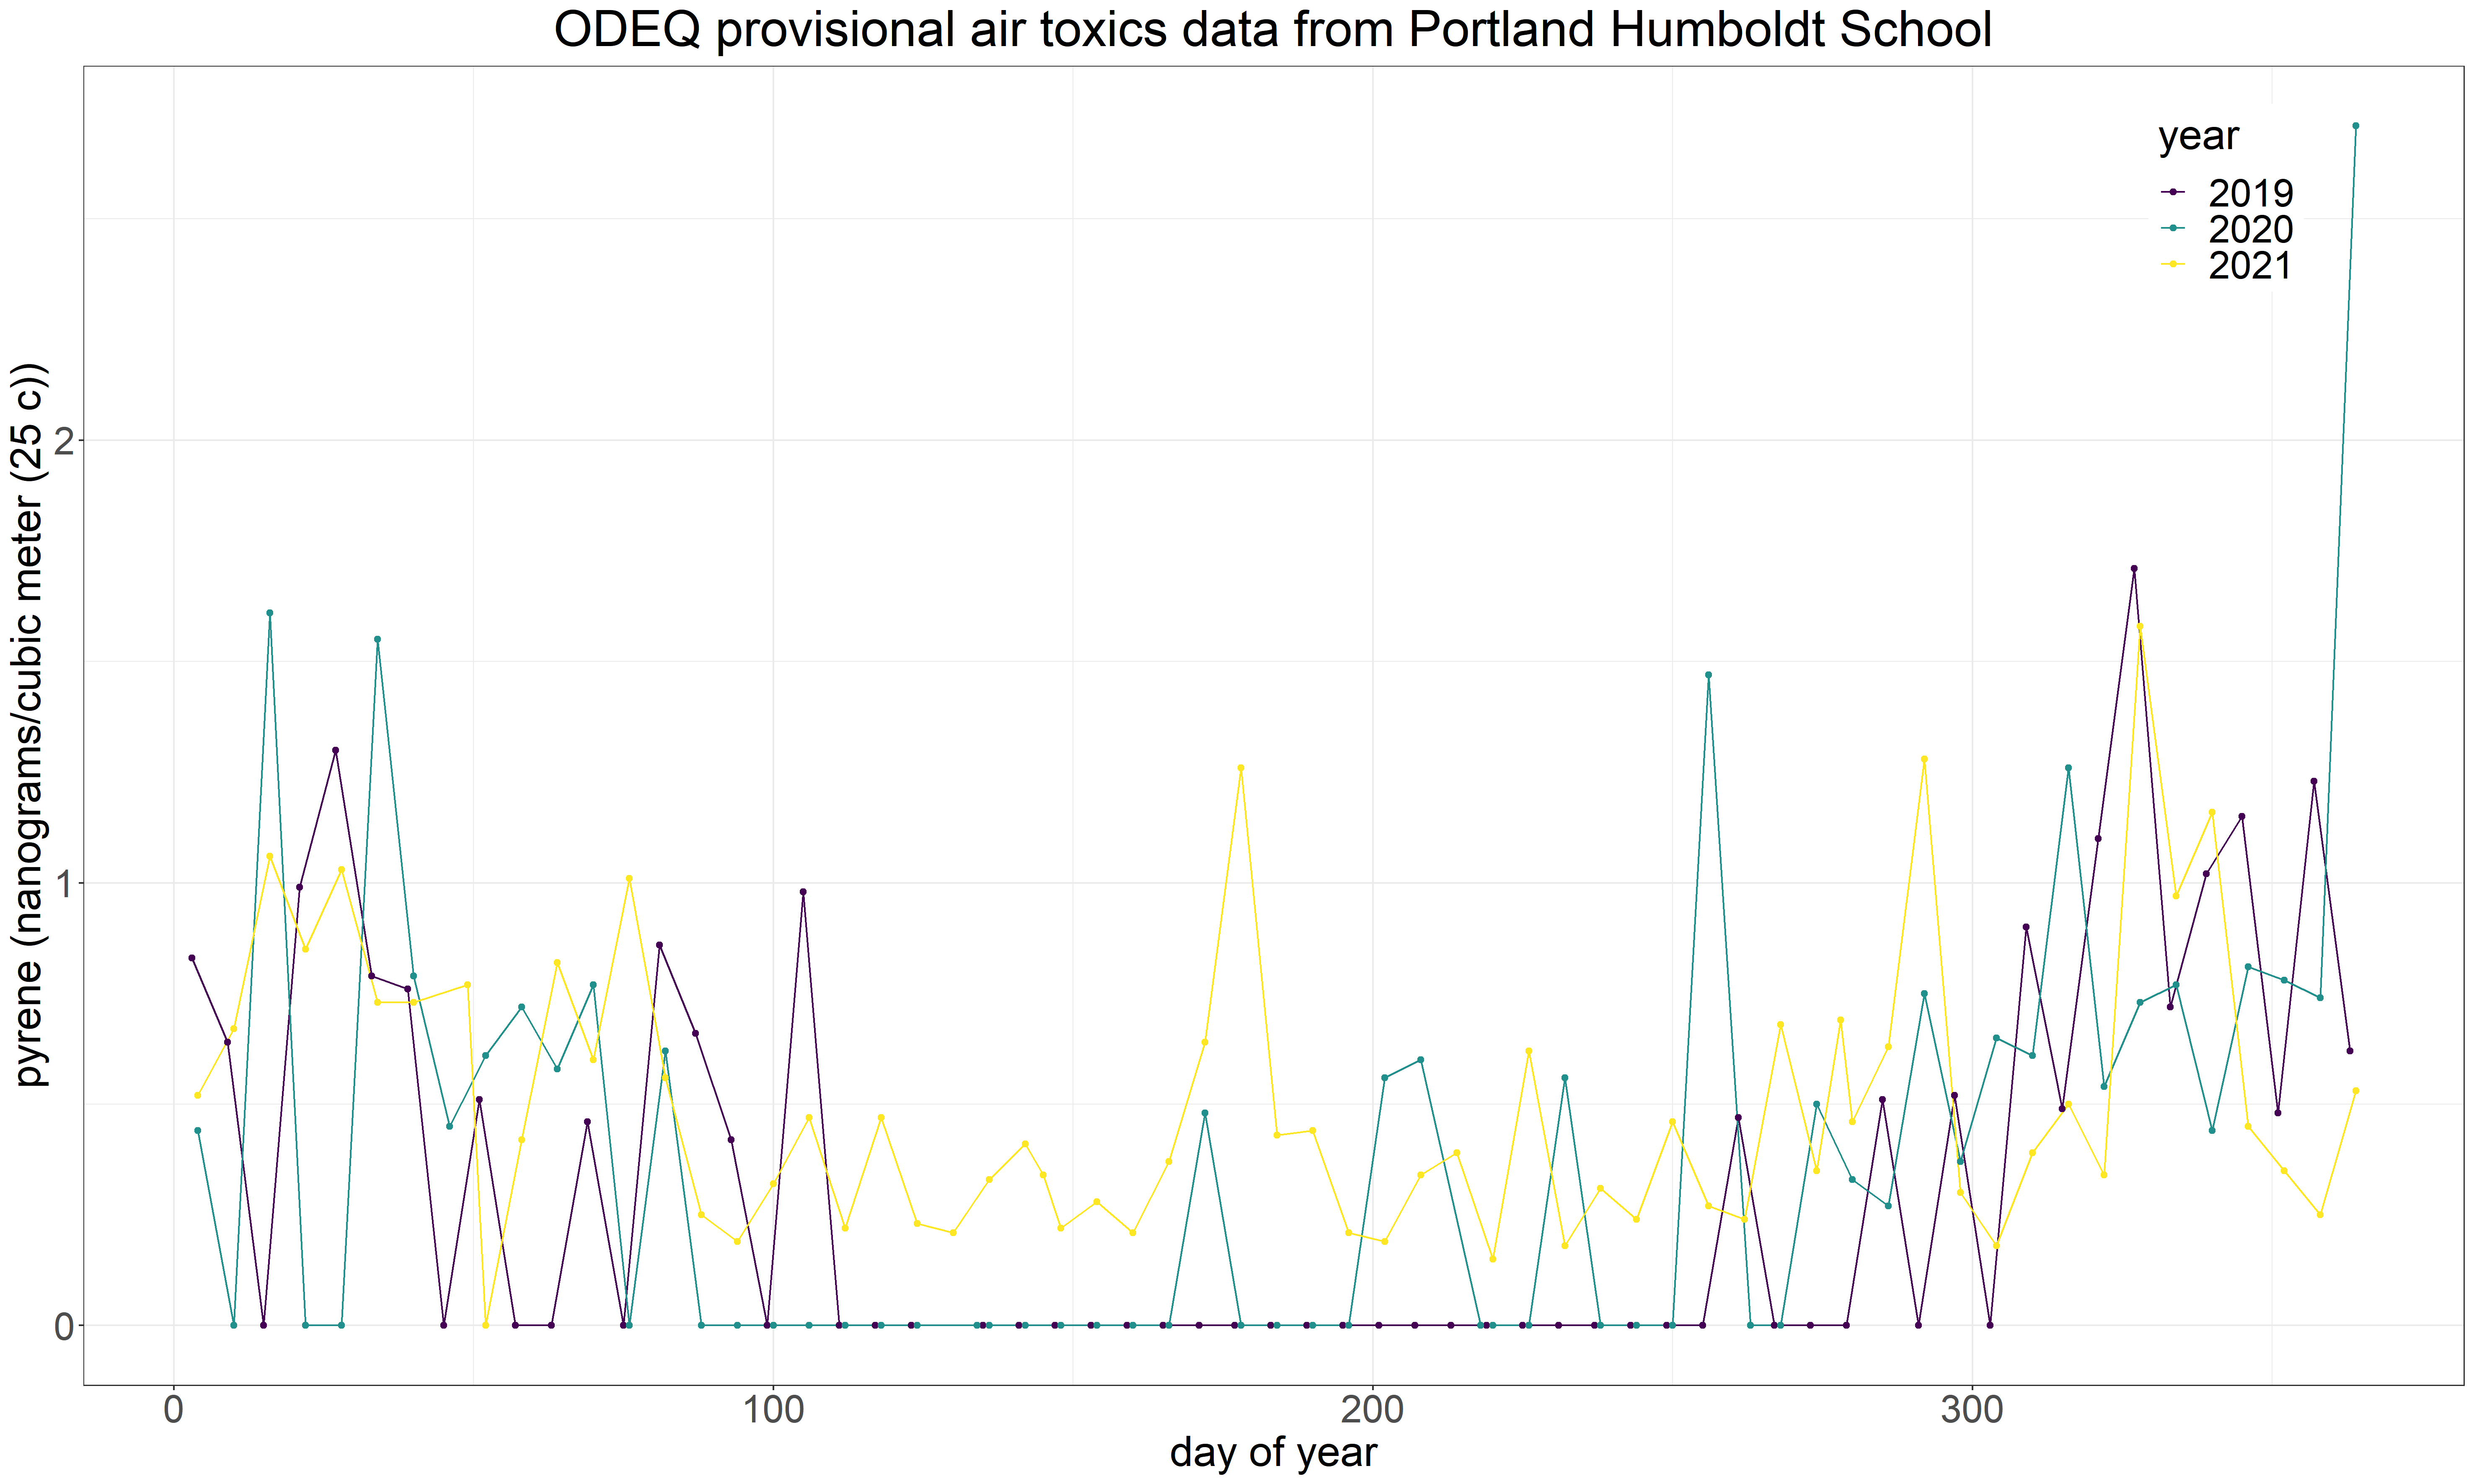 ODEQ provisional air toxics data from Portland Humboldt School
year
2019
2020
2021
pyrene (nanograms/cubic meter (25 c))
2
1
0
0 100 200 300
day of year